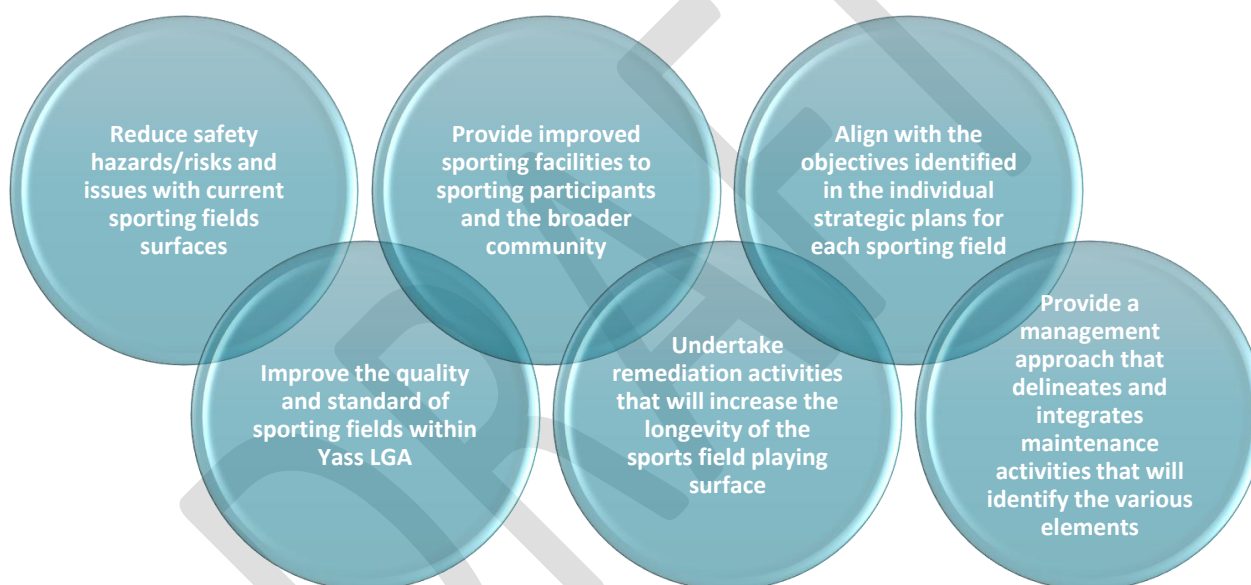 Reduce safety
hazards/risks and
issues with current
sporting fields
surfaces
Provide improved
sporting facilities to
sporting participants
and the broader
community
Align with the
objectives identified
in the individual
strategic plans for
each sporting field
Improve the quality
and standard of
sporting fields within
Yass LGA
Undertake
remediation activities
that will increase the
longevity of the
sports field playing
surface
Provide a
management
approach that
delineates and
integrates
maintenance
activities that will
identify the various
elements
DRAFT